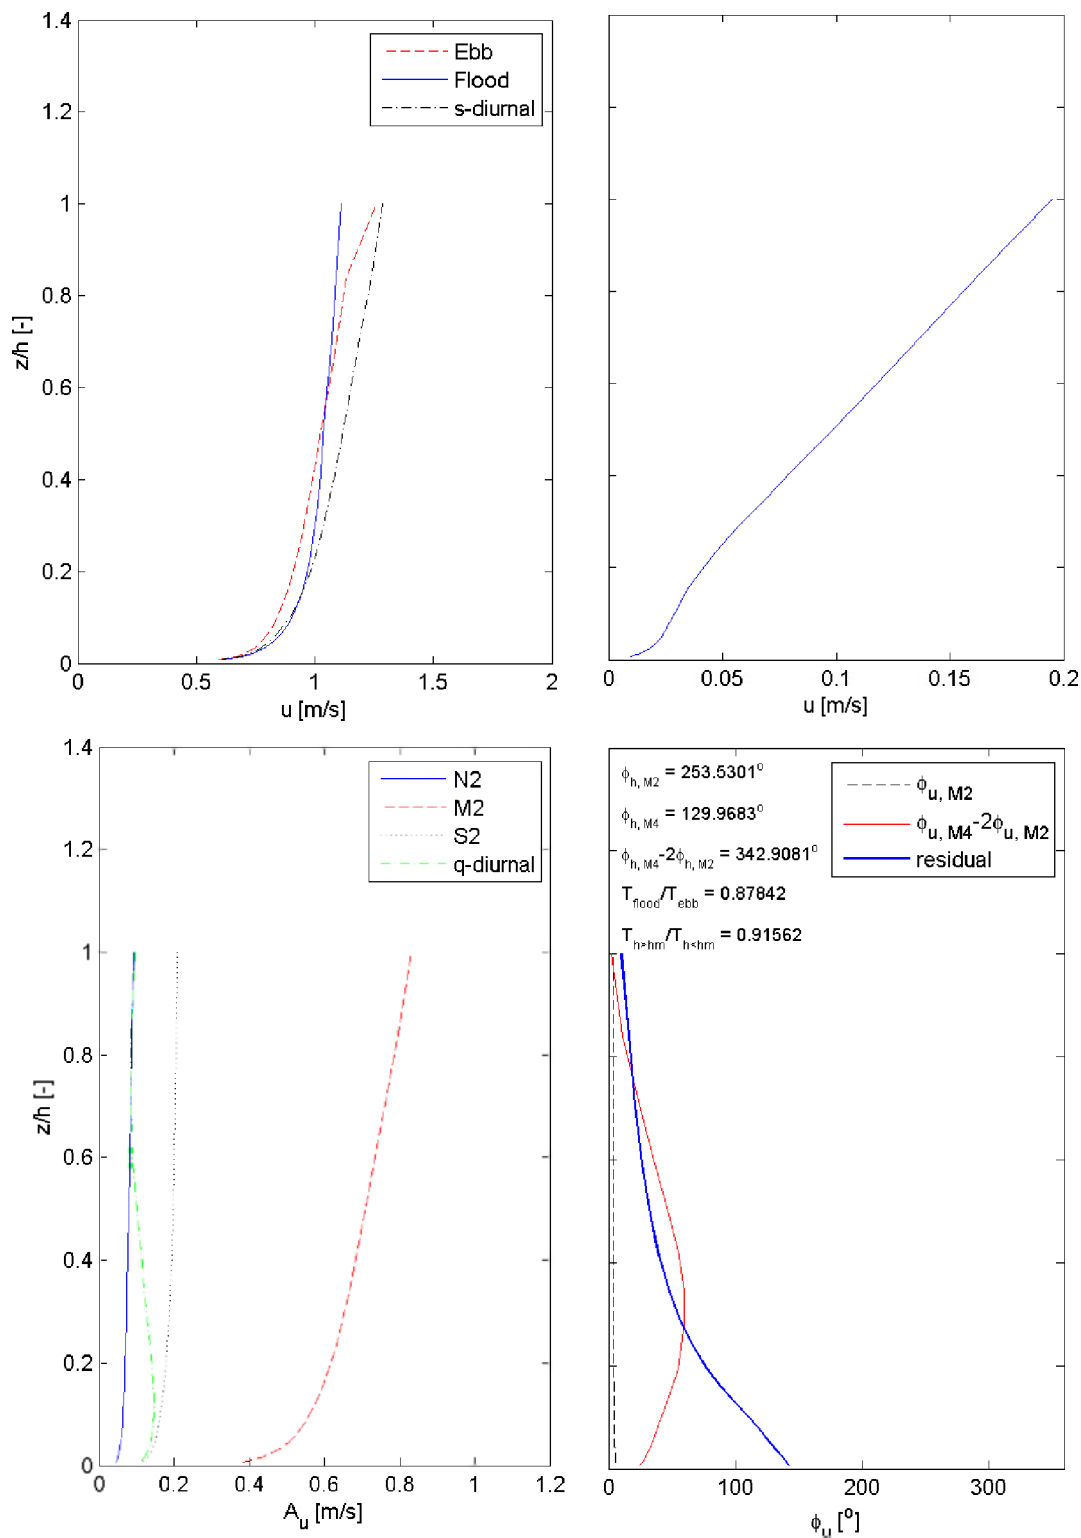 1.4
1.2
1
0.8
0.6
0.4
0.2
0
z/h [-]
Ebb
Flood
s-diurnal
0 0.5 1 1.5 2
u [m/s]
0 0.05 0.1 0.15 0.2
u [m/s]
1.4
1.2
1
0.8
0.6
0.4
0.2
0
z/h [-]
N2
M2
S2
q-diurnal
0 0.2 0.4 0.6 0.8 1 1.2
A_u [m/s]
ϕ_h, M2 = 253.5301°
ϕ_h, M4 = 129.9683°
ϕ_h, M4-2ϕ_h, M2 = 342.9081°
T_flood/T_ebb = 0.87842
T_h>hm/T_h<hm = 0.91562
ϕ_u, M2
ϕ_u, M4-2ϕ_u, M2
residual
0 100 200 300
ϕ_u [°]